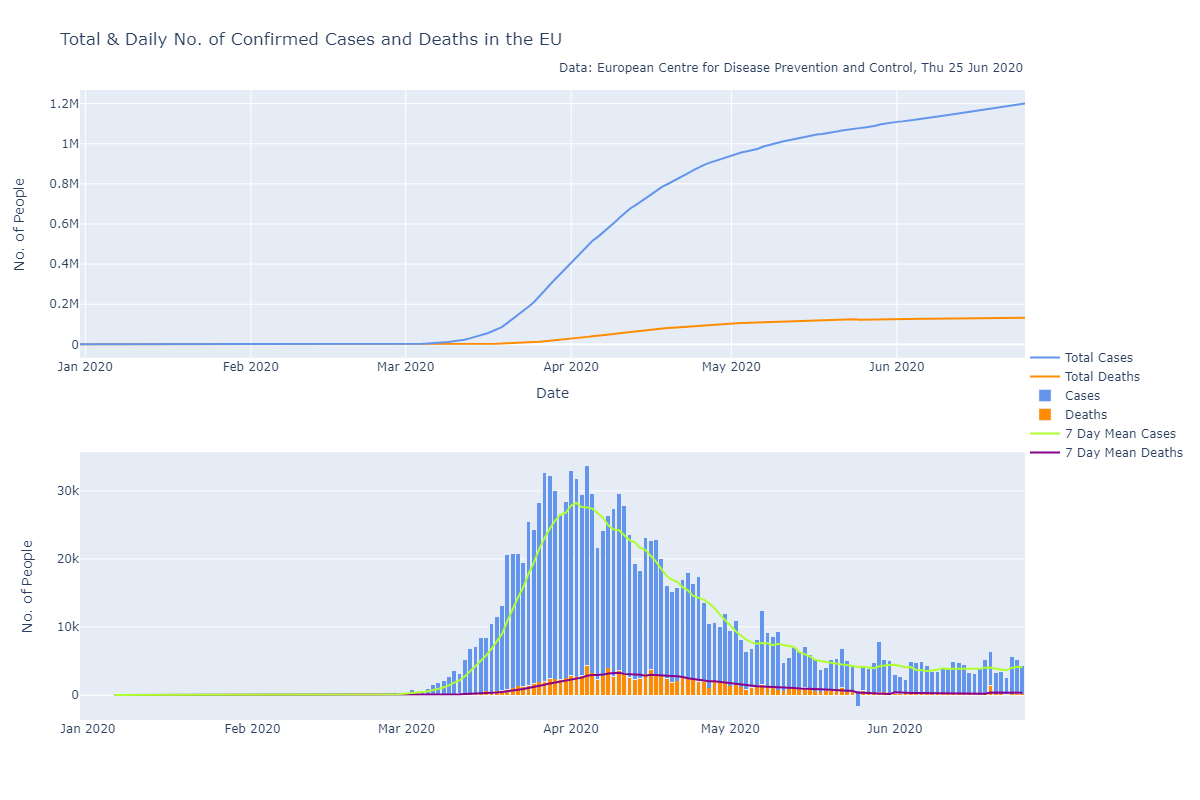 Total & Daily No. of Confirmed Cases and Deaths in the EU
Data: European Centre for Disease Prevention and Control, Thu 25 Jun 2020
No. of People
1.2M
1M
0.8M
0.6M
0.4M
0.2M
0
Jan 2020 Feb 2020 Mar 2020 Apr 2020 May 2020 Jun 2020
Date
Total Cases
Total Deaths
Cases
Deaths
7 Day Mean Cases
7 Day Mean Deaths
No. of People
30k
20k
10k
0
Jan 2020 Feb 2020 Mar 2020 Apr 2020 May 2020 Jun 2020